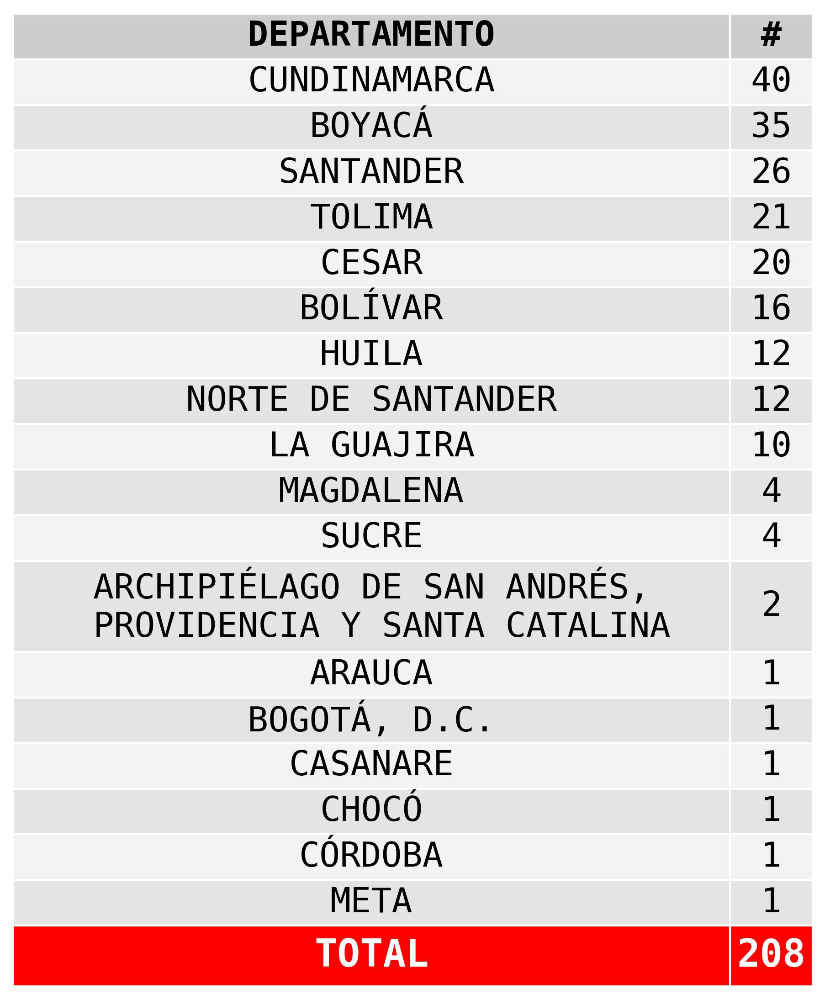 DEPARTAMENTO #
CUNDINAMARCA 40
BOYACÁ 35
SANTANDER 26
TOLIMA 21
CESAR 20
BOLÍVAR 16
HUILA 12
NORTE DE SANTANDER 12
LA GUAJIRA 10
MAGDALENA 4
SUCRE 4
ARCHIPIÉLAGO DE SAN ANDRÉS,
PROVIDENCIA Y SANTA CATALINA 2
ARAUCA 1
BOGOTÁ, D.C. 1
CASANARE 1
CHOCÓ 1
CÓRDOBA 1
META 1
TOTAL 208